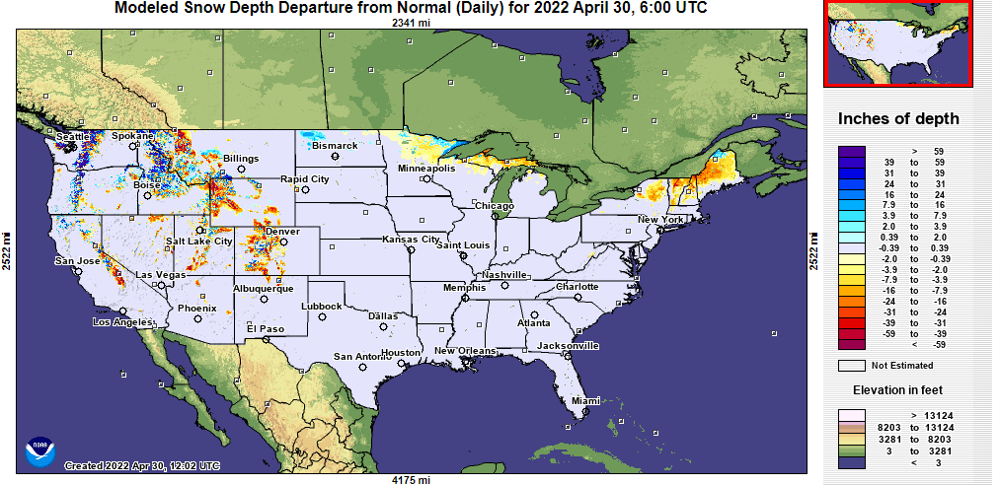 Modeled Snow Depth Departure from Normal (Daily) for 2022 April 30, 6:00 UTC
2341 mi
2522 mi
2522 mi
4175 mi
Seattle
Spokane
Billings
Bismarck
Boise
Rapid City
Minneapolis
Salt Lake City
Denver
Chicago
New York
San Jose
Las Vegas
Kansas City
Saint Louis
Nashville
Los Angeles
Phoenix
Albuquerque
Lubbock
Memphis
Charlotte
El Paso
Dallas
Atlanta
San Antonio
Houston
New Orleans
Jacksonville
Miami
NOAA
Created 2022 Apr 30, 12:02 UTC
Inches of depth
> 59
39 to 59
31 to 39
24 to 31
16 to 24
7.9 to 16
3.9 to 7.9
2.0 to 3.9
0.39 to 2.0
-0.39 to 0.39
-2.0 to -0.39
-3.9 to -2.0
-7.9 to -3.9
-16 to -7.9
-24 to -16
-31 to -24
-39 to -31
-59 to -39
< -59
Not Estimated
Elevation in feet
> 13124
8203 to 13124
3281 to 8203
3 to 3281
< 3